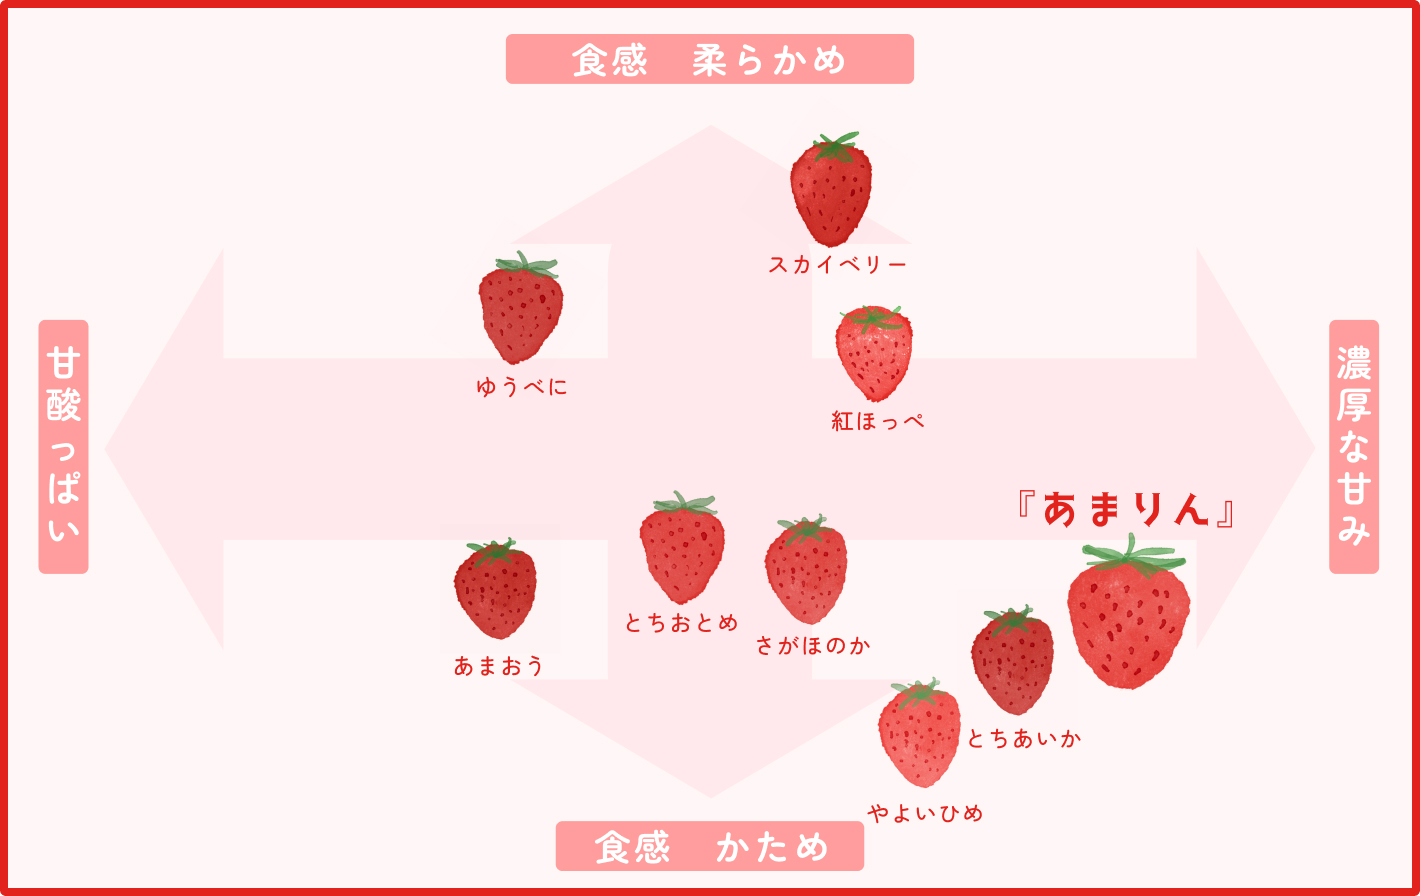 食感　柔らかめ
スカイベリー
ゆうべに
紅ほっぺ
甘酸っぱい
濃厚な甘み
『あまりん』
とちおとめ
さがほのか
あまおう
とちあいか
やよいひめ
食感　かため